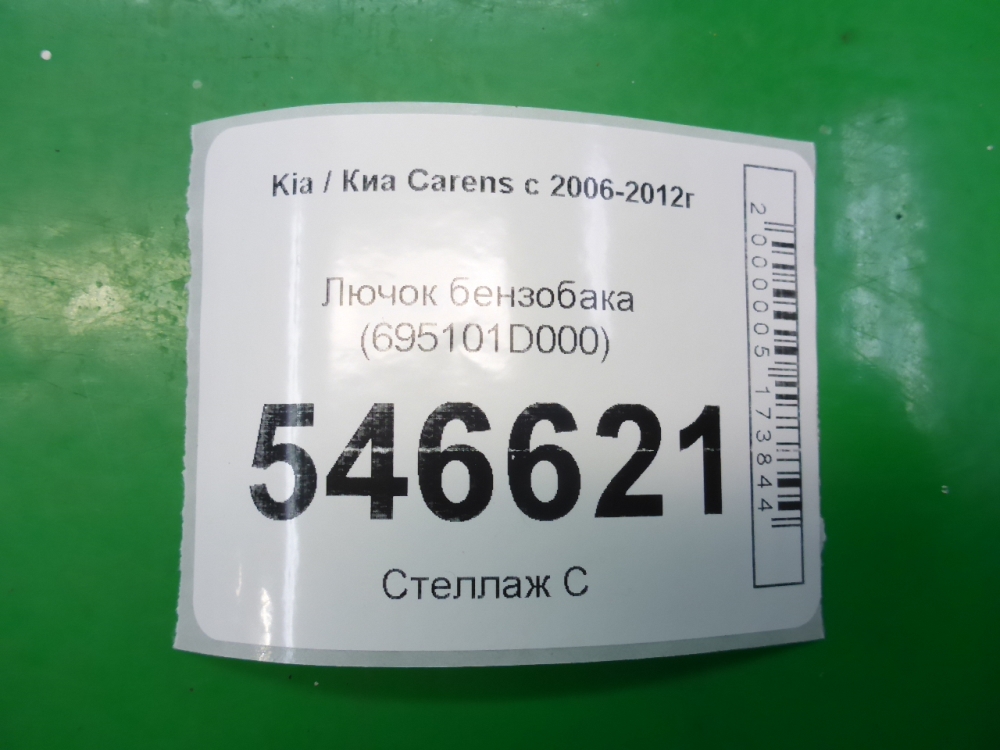 Kia / Киа Carens с 2006-2012г
Лючок бензобака
(695101D000)
546621
Стеллаж С
2000005173844